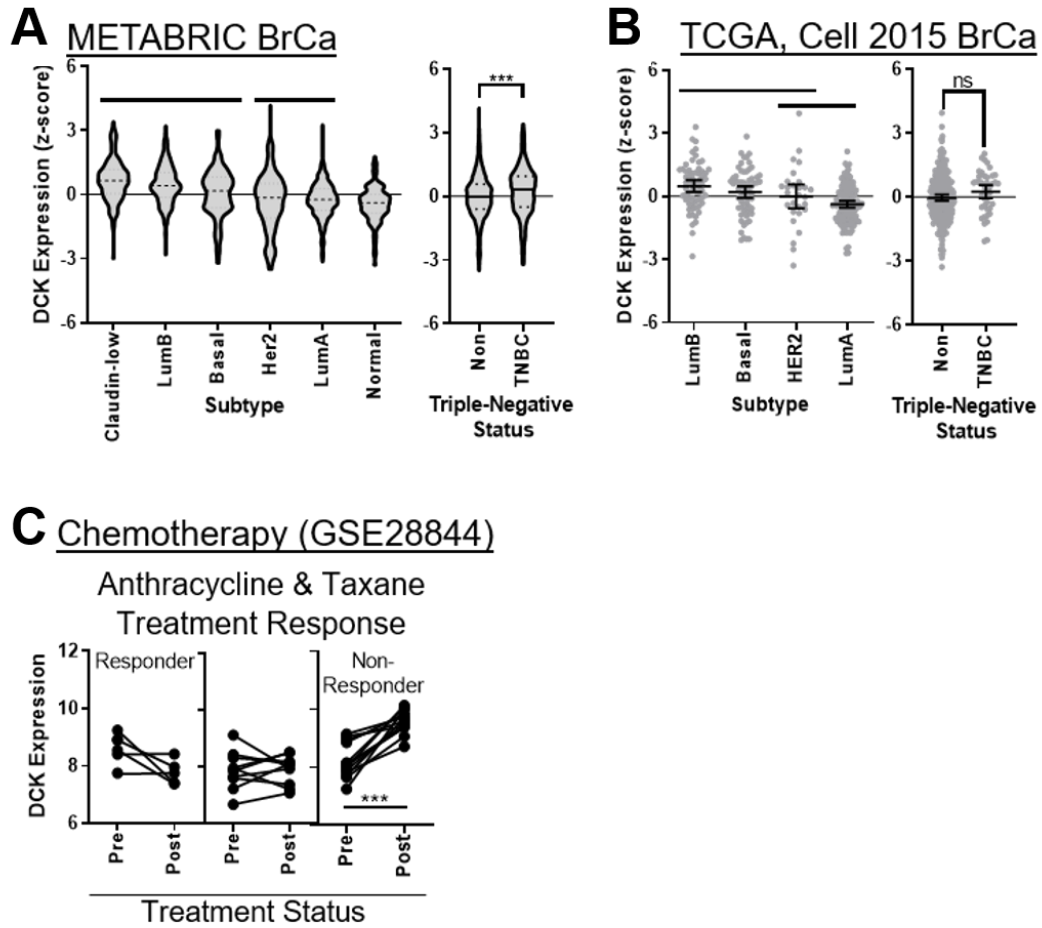 A METABRIC BrCa
DCK Expression (z-score)
6
3
0
-3
-6
Claudin-low
LumB
Basal
Her2
LumA
Normal
Subtype
6
3
0
-3
-6
***
Non
TNBC
Triple-Negative
Status
B TCGA, Cell 2015 BrCa
DCK Expression (z-score)
6
3
0
-3
-6
LumB
Basal
HER2
LumA
Subtype
6
3
0
-3
-6
ns
Non
TNBC
Triple-Negative
Status
C Chemotherapy (GSE28844)
Anthracycline & Taxane
Treatment Response
DCK Expression
12
10
8
6
Responder
Non-
Responder
***
Pre
Post
Pre
Post
Pre
Post
Treatment Status